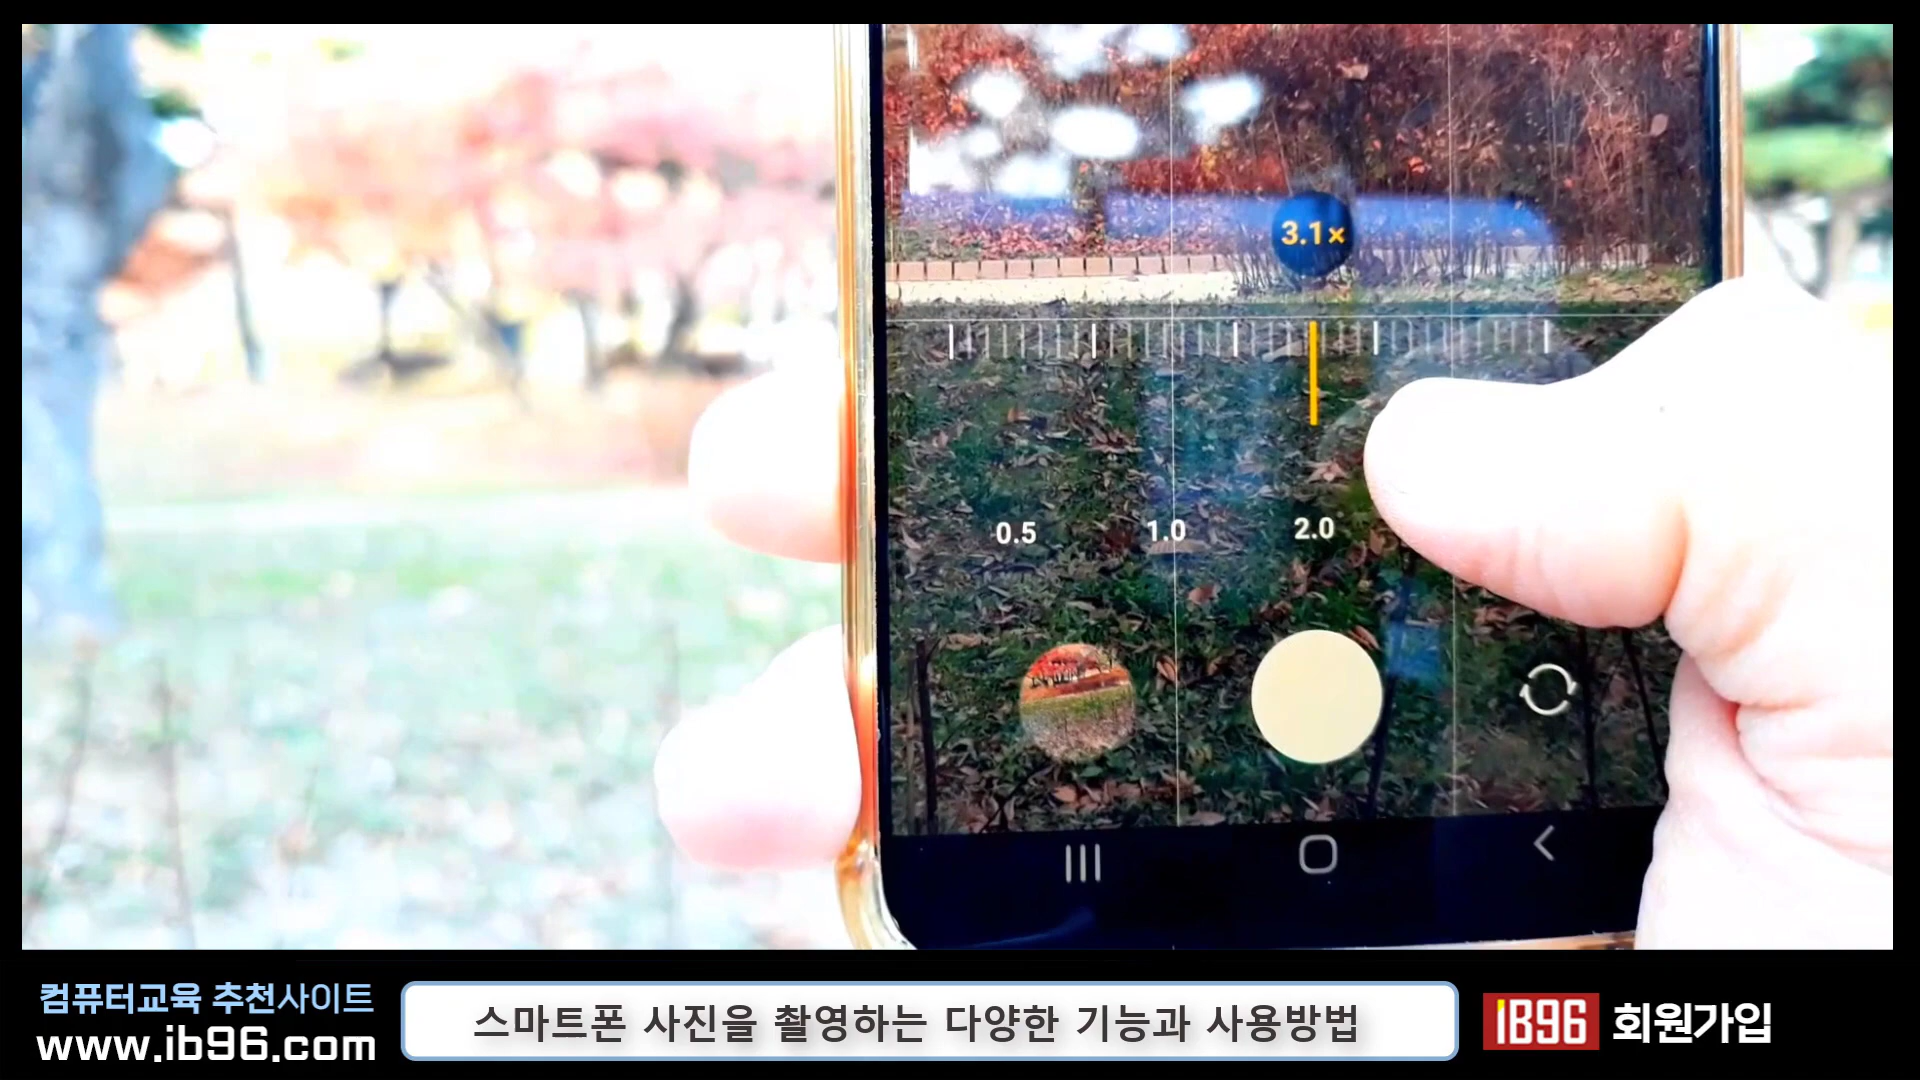 3.1×
0.5
1.0
2.0
컴퓨터교육 추천사이트
www.ib96.com
스마트폰 사진을 촬영하는 다양한 기능과 사용방법
IB96 회원가입